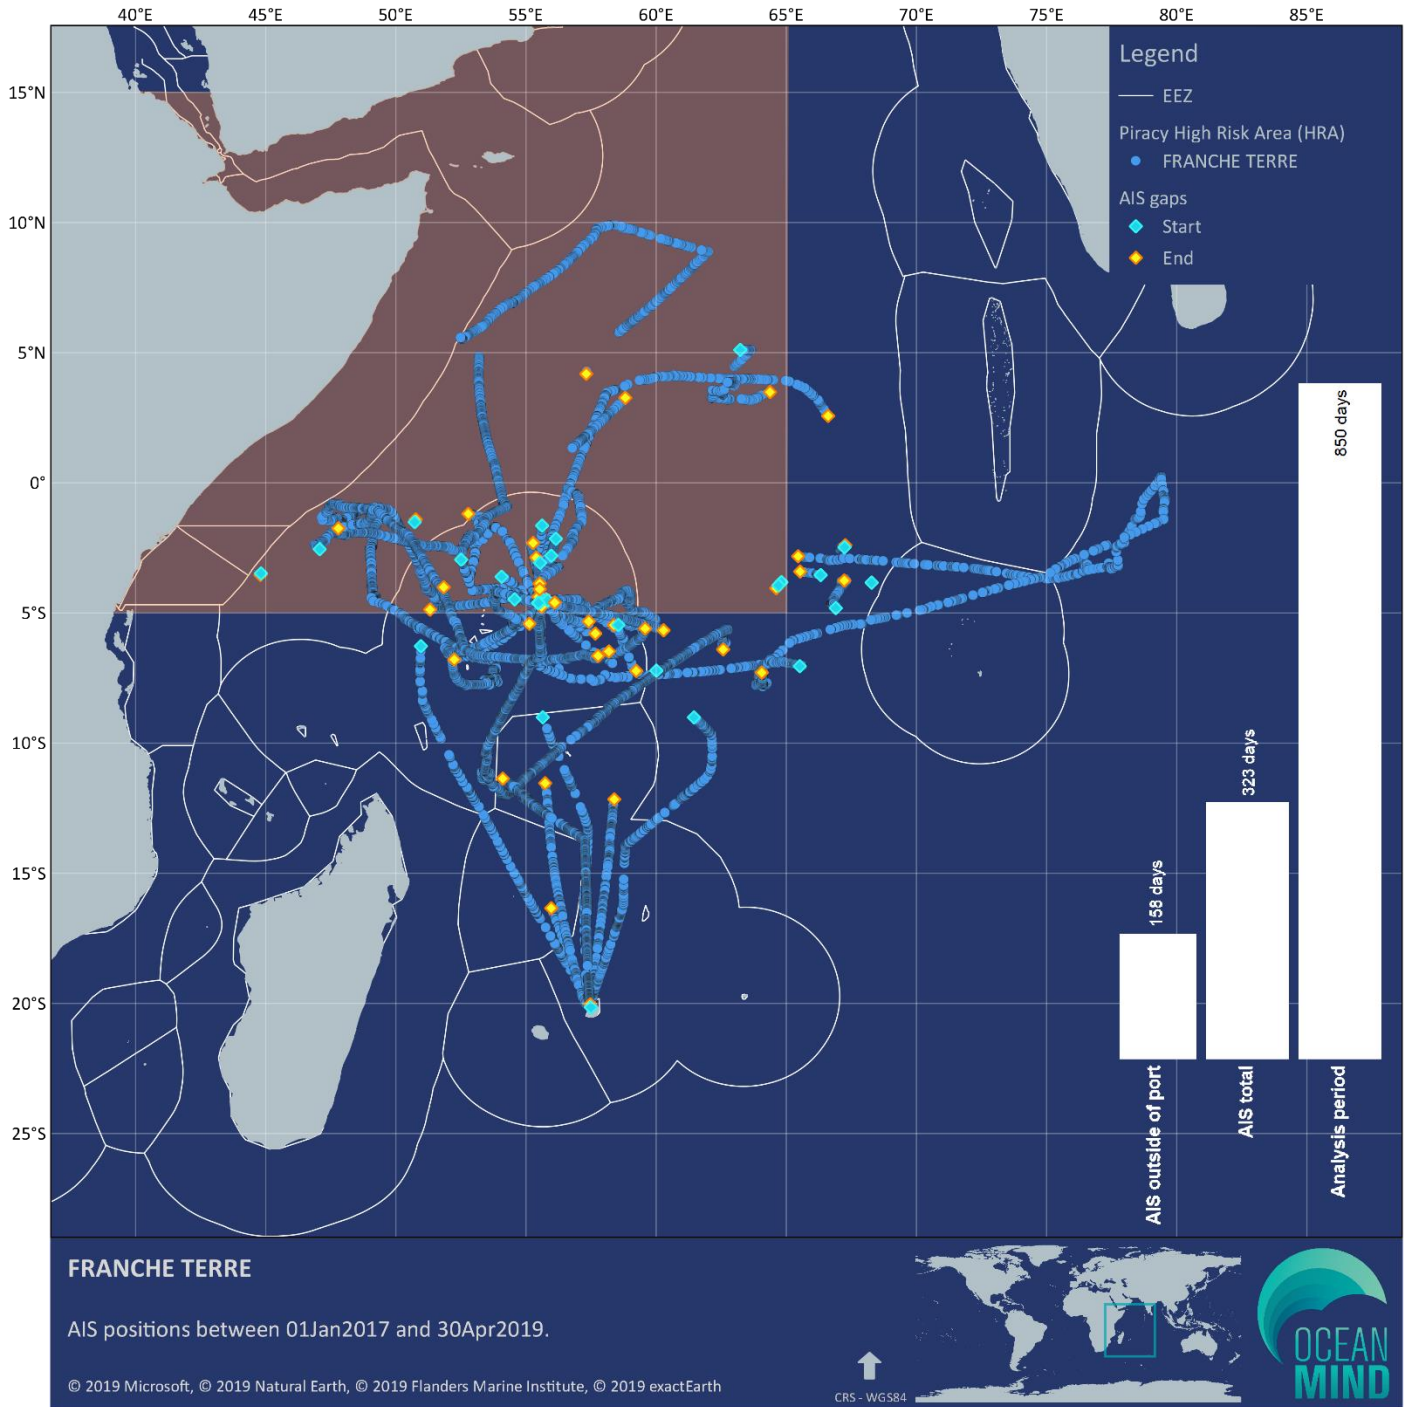 40°E 45°E 50°E 55°E 60°E 65°E 70°E 75°E 80°E 85°E
15°N
10°N
5°N
0°
5°S
10°S
15°S
20°S
25°S
Legend
EEZ
Piracy High Risk Area (HRA)
FRANCHE TERRE
AIS gaps
Start
End
158 days
323 days
850 days
AIS outside of port
AIS total
Analysis period
FRANCHE TERRE
AIS positions between 01Jan2017 and 30Apr2019.
© 2019 Microsoft, © 2019 Natural Earth, © 2019 Flanders Marine Institute, © 2019 exactEarth
CRS - WGS84
OCEAN
MIND